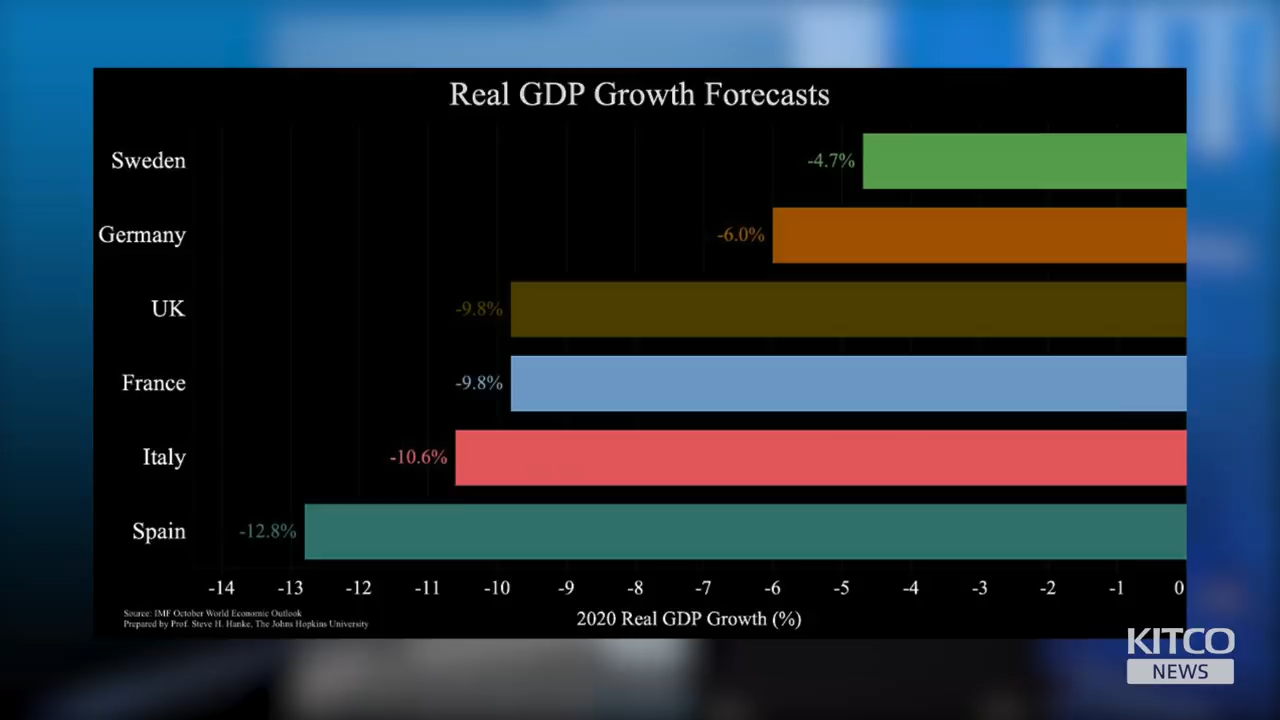 Real GDP Growth Forecasts
Sweden -4.7%
Germany -6.0%
UK -9.8%
France -9.8%
Italy -10.6%
Spain -12.8%
-14 -13 -12 -11 -10 -9 -8 -7 -6 -5 -4 -3 -2 -1 0
2020 Real GDP Growth (%)
Source: IMF October World Economic Outlook
Prepared by Prof. Steve H. Hanke, The Johns Hopkins University
KITCO
NEWS